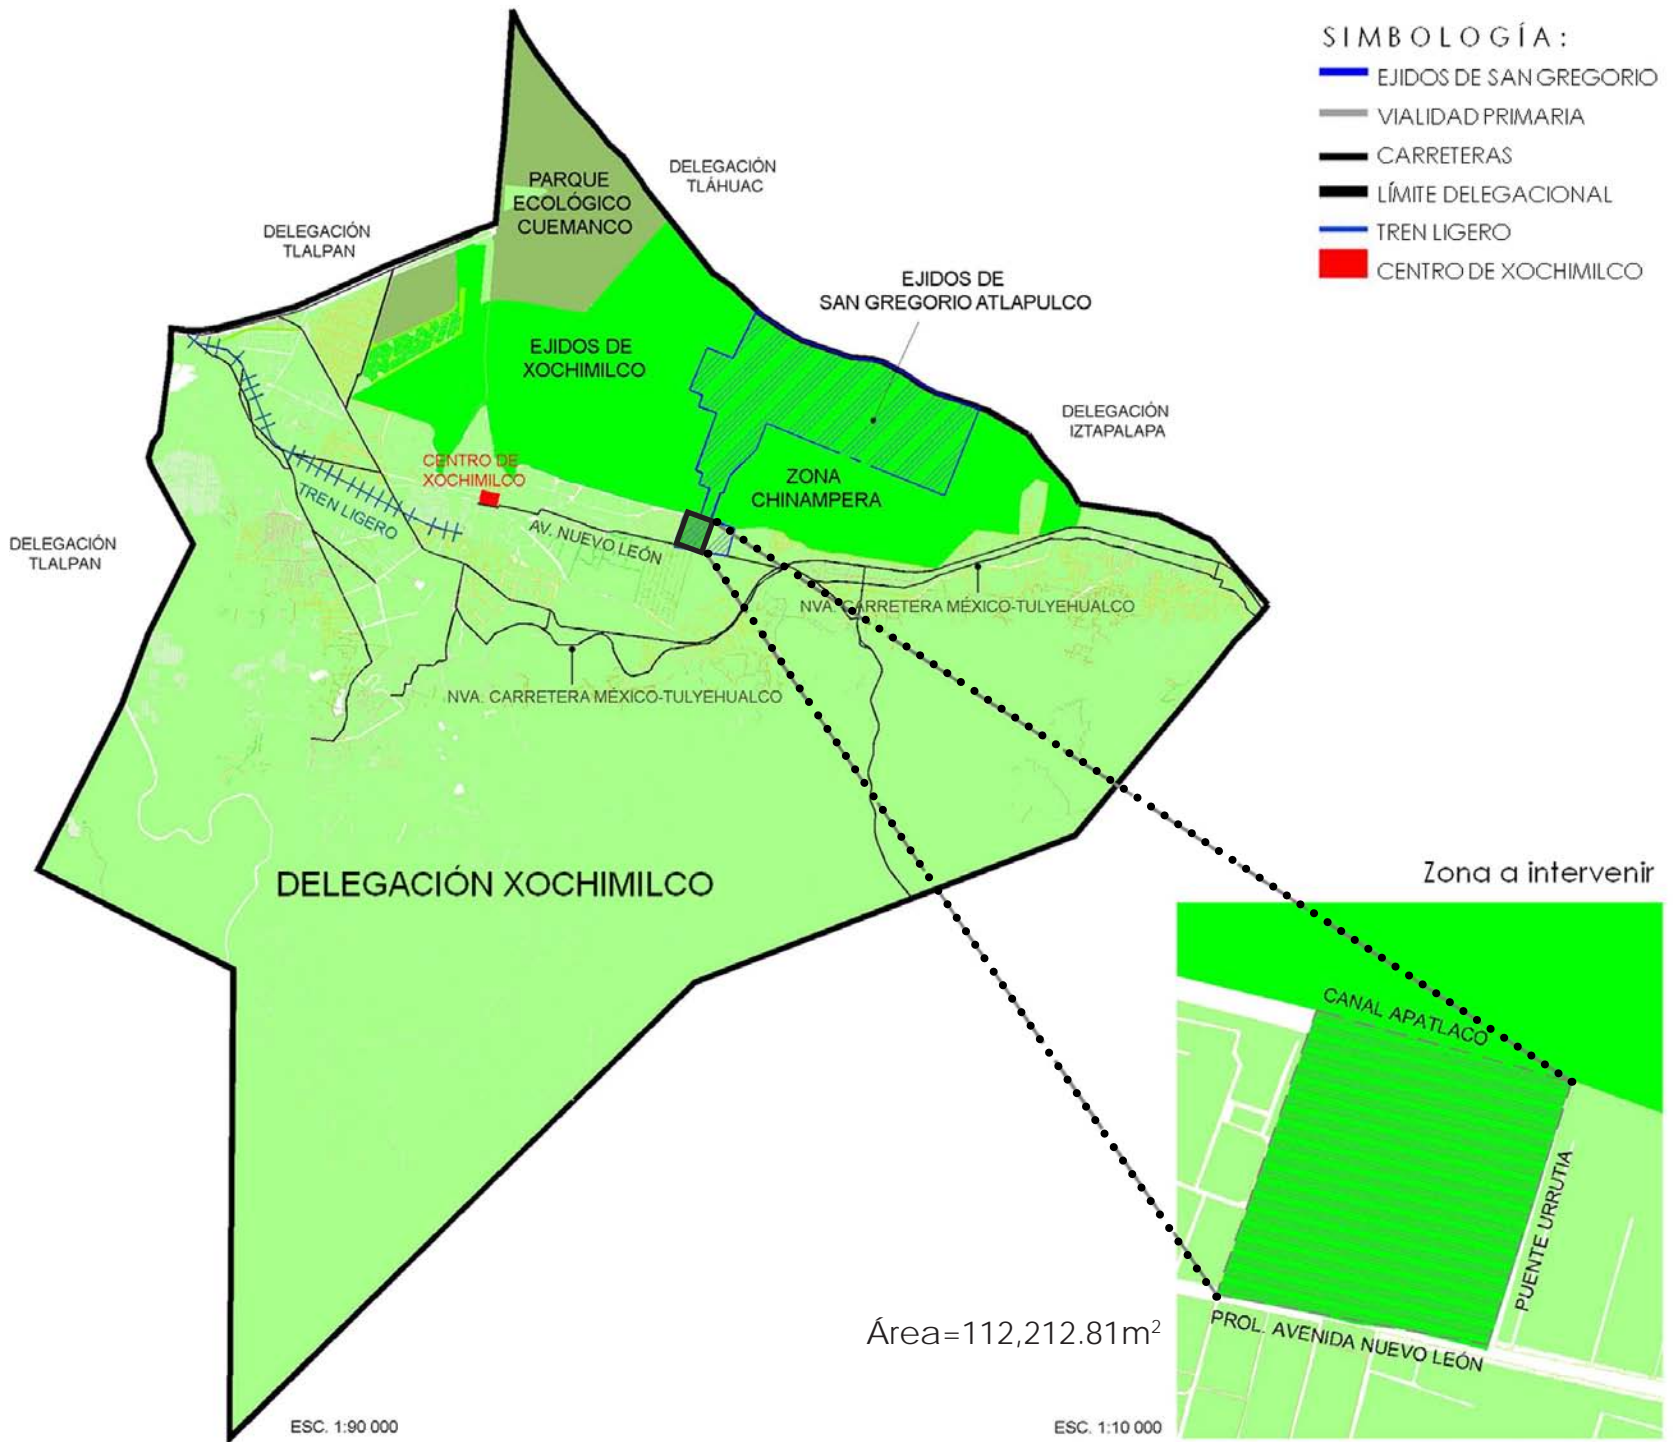 SIMBOLOGÍA:
EJIDOS DE SAN GREGORIO
VIALIDAD PRIMARIA
CARRETERAS
LÍMITE DELEGACIONAL
TREN LIGERO
CENTRO DE XOCHIMILCO
PARQUE
ECOLÓGICO
CUEMANCO
DELEGACIÓN
TLÁHUAC
DELEGACIÓN
TLALPAN
EJIDOS DE
SAN GREGORIO ATLAPULCO
EJIDOS DE
XOCHIMILCO
DELEGACIÓN
IZTAPALAPA
CENTRO DE
XOCHIMILCO
ZONA
CHINAMPERA
TREN LIGERO
AV. NUEVO LEÓN
DELEGACIÓN
TLALPAN
NVA. CARRETERA MÉXICO-TULYEHUALCO
NVA. CARRETERA MÉXICO-TULYEHUALCO
DELEGACIÓN XOCHIMILCO
Zona a intervenir
CANAL APATLACO
PUENTE URRUTIA
PROL. AVENIDA NUEVO LEÓN
Área=112,212.81m²
ESC. 1:90 000
ESC. 1:10 000